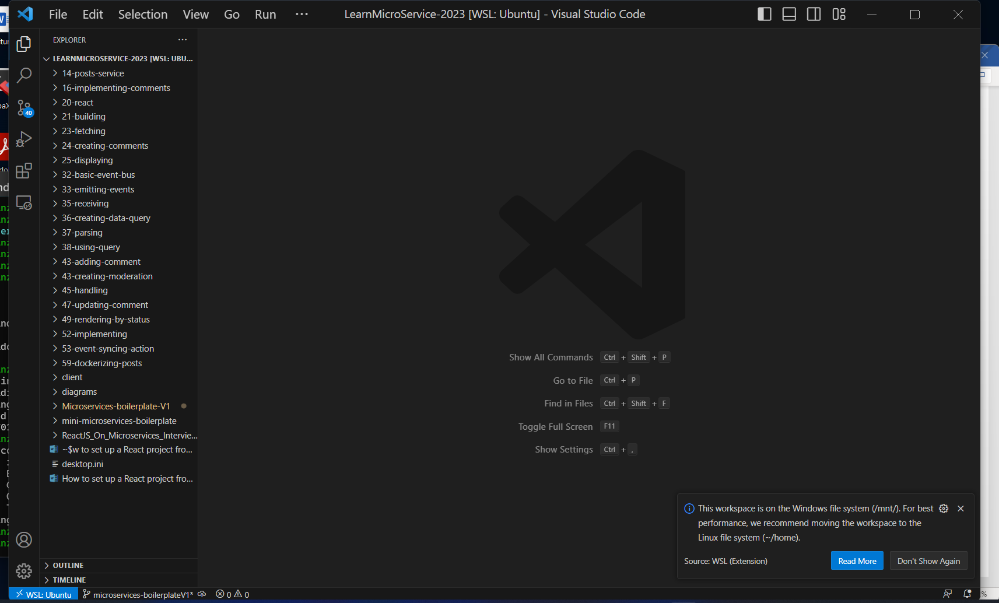 File Edit Selection View Go Run ···
LearnMicroService-2023 [WSL: Ubuntu] - Visual Studio Code
EXPLORER
LEARNMICROSERVICE-2023 [WSL: UBU...
14-posts-service
16-implementing-comments
20-react
21-building
23-fetching
24-creating-comments
25-displaying
32-basic-event-bus
33-emitting-events
35-receiving
36-creating-data-query
37-parsing
38-using-query
43-adding-comment
43-creating-moderation
45-handling
47-updating-comment
49-rendering-by-status
52-implementing
53-event-syncing-action
59-dockerizing-posts
client
diagrams
Microservices-boilerplate-V1
mini-microservices-boilerplate
ReactJS_On_Microservices_Intervie...
~$w to set up a React project fro...
desktop.ini
How to set up a React project fro...
OUTLINE
TIMELINE
40
Show All Commands Ctrl + Shift + P
Go to File Ctrl + P
Find in Files Ctrl + Shift + F
Toggle Full Screen F11
Show Settings Ctrl + ,
This workspace is on the Windows file system (/mnt/). For best
performance, we recommend moving the workspace to the
Linux file system (~/home).
Source: WSL (Extension)
Read More
Don't Show Again
WSL: Ubuntu microservices-boilerplateV1* 0 0
%